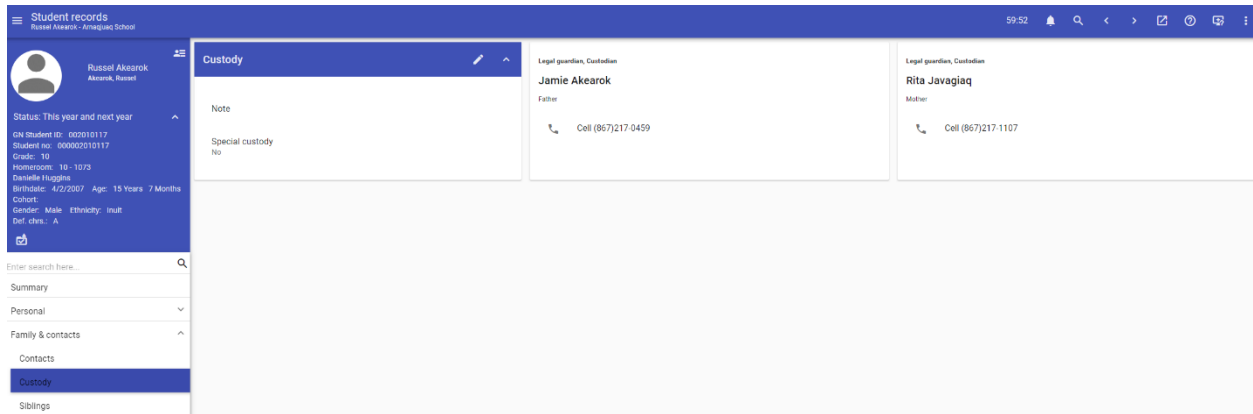 Student records
Russel Akearok - Amaqjuaq School
59:52
Russel Akearok
Akearok, Russel
Status: This year and next year
GN Student ID: 002010117
Student no: 000002010117
Grade: 10
Homeroom: 10 - 1073
Danielle Huggins
Birthdate: 4/2/2007 Age: 15 Years 7 Months
Cohort:
Gender: Male Ethnicity: Inuit
Def. chrs.: A
Enter search here...
Summary
Personal
Family & contacts
Contacts
Custody
Siblings
Custody
Note
Special custody
No
Legal guardian, Custodian
Jamie Akearok
Father
Cell (867)217-0459
Legal guardian, Custodian
Rita Javagiaq
Mother
Cell (867)217-1107